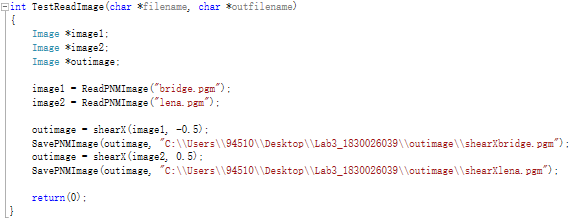 int TestReadImage(char *filename, char *outfilename)
{
Image *image1;
Image *image2;
Image *outimage;
image1 = ReadPNMImage("bridge.pgm");
image2 = ReadPNMImage("lena.pgm");
outimage = shearX(image1, -0.5);
SavePNMImage(outimage, "C:\\Users\\94510\\Desktop\\Lab3_1830026039\\outimage\\shearXbridge.pgm");
outimage = shearX(image2, 0.5);
SavePNMImage(outimage, "C:\\Users\\94510\\Desktop\\Lab3_1830026039\\outimage\\shearXlena.pgm");
return(0);
}